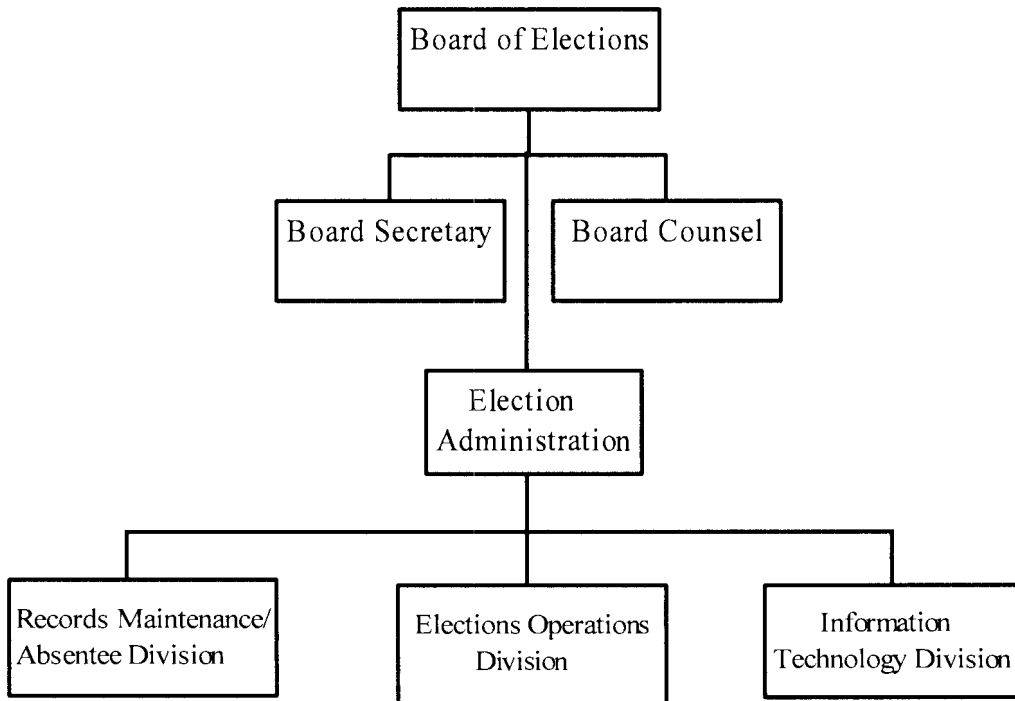 Board of Elections
Board Secretary
Board Counsel
Election
Administration
Records Maintenance/
Absentee Division
Elections Operations
Division
Information
Technology Division